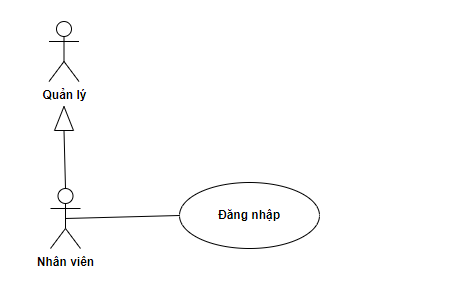 Quản lý
Đăng nhập
Nhân viên